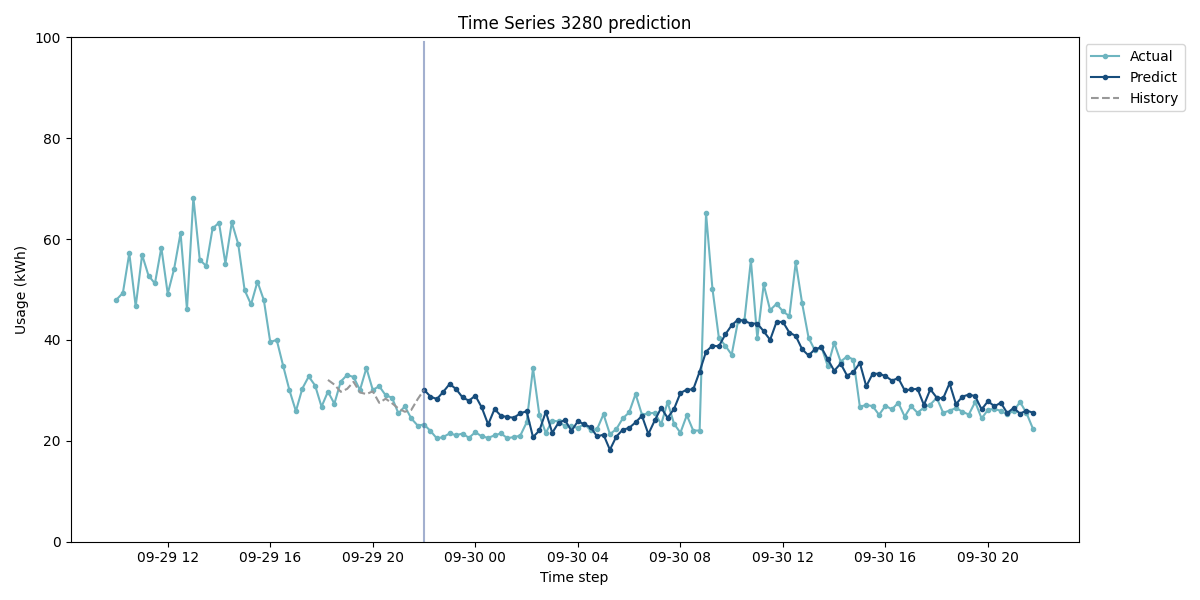 Time Series 3280 prediction
100
80
60
40
20
0
Usage (kWh)
09-29 12
09-29 16
09-29 20
09-30 00
09-30 04
09-30 08
09-30 12
09-30 16
09-30 20
Time step
Actual
Predict
History